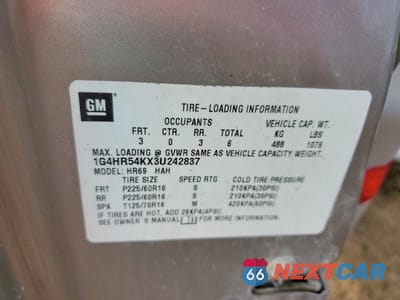 GM
TIRE-LOADING INFORMATION
OCCUPANTS VEHICLE CAP. WT.
FRT. CTR. RR. TOTAL KG LBS
3 0 3 6 488 1078
MAX. LOADING @ GVWR SAME AS VEHICLE CAPACITY WEIGHT.
1G4HR54KX3U242837
MODEL: HR69 HAH
TIRE SIZE SPEED RTG COLD TIRE PRESSURE
FRT P225/60R16 S 210KPA(30PSI)
RR P225/60R16 S 210KPA(30PSI)
SPA T125/70R16 M 420KPA(60PSI)
IF TIRES ARE HOT, ADD 28KPA(4PSI)
SEE OWNER'S MANUAL FOR MORE INFORMATION.
66 NEXTCAR